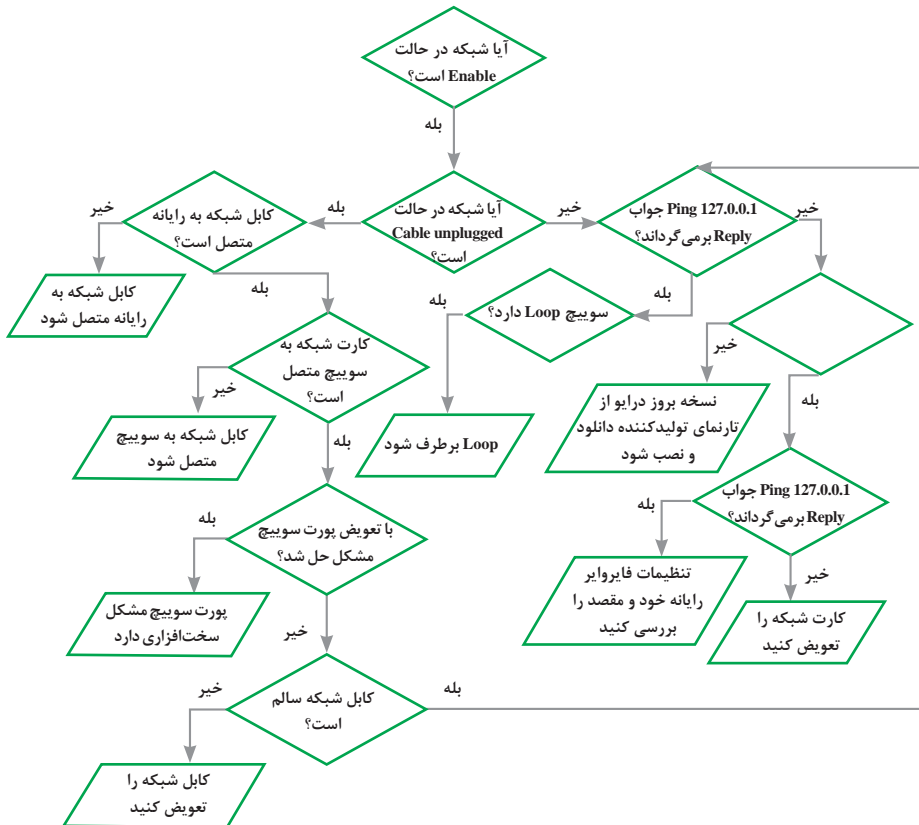 آیا شبکه در حالت
Enable است؟
بله
آیا شبکه در حالت
Cable unplugged
است؟
خیر
بله
Ping 127.0.0.1 جواب
Reply برمی‌گرداند؟
خیر
بله
کابل شبکه به رایانه
متصل است؟
خیر
بله
کابل شبکه به
رایانه متصل شود
سوییچ Loop دارد؟
بله
Loop برطرف شود
خیر
بله
نسخه بروز درایو از
تارنمای تولیدکننده دانلود
و نصب شود
کارت شبکه به
سوییچ متصل
است؟
خیر
بله
کابل شبکه به سوییچ
متصل شود
Ping 127.0.0.1 جواب
Reply برمی‌گرداند؟
بله
خیر
تنظیمات فایروایر
رایانه خود و مقصد را
بررسی کنید
کارت شبکه را
تعویض کنید
با تعویض پورت سوییچ
مشکل حل شد؟
بله
خیر
پورت سوییچ مشکل
سخت‌افزاری دارد
کابل شبکه سالم
است؟
خیر
بله
کابل شبکه را
تعویض کنید